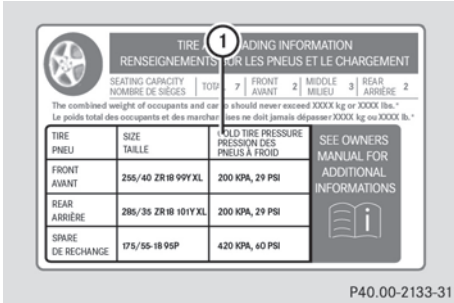 1
TIRE A ADING INFORMATION
RENSEIGNEMENTS SUR LES PNEUS ET LE CHARGEMENT
SEATING CAPACITY TOTAL 7 FRONT 2 MIDDLE 3 REAR 2
NOMBRE DE SIÈGES AVANT MILIEU ARRIÈRE
The combined weight of occupants and cargo should never exceed XXXX kg or XXXX lbs.*
Le poids total des occupants et des marchandises ne doit jamais dépasser XXXX kg ou XXXX lb.*
TIRE SIZE COLD TIRE PRESSURE
PNEU TAILLE PRESSION DES
PNEUS À FROID
FRONT
AVANT 255/40 ZR18 99Y XL 200 KPA, 29 PSI
REAR
ARRIÈRE 285/35 ZR18 101Y XL 200 KPA, 29 PSI
SPARE
DE RECHANGE 175/55-18 95P 420 KPA, 60 PSI
SEE OWNERS
MANUAL FOR
ADDITIONAL
INFORMATIONS
i
P40.00-2133-31